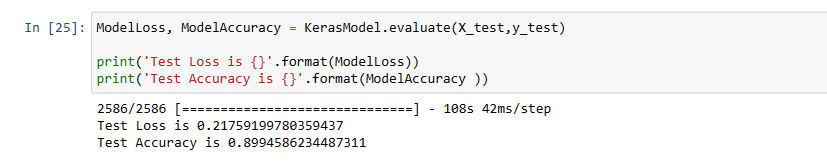 In [25]: ModelLoss, ModelAccuracy = KerasModel.evaluate(X_test,y_test)
print('Test Loss is {}'.format(ModelLoss))
print('Test Accuracy is {}'.format(ModelAccuracy ))
2586/2586 [==============================] - 108s 42ms/step
Test Loss is 0.21759199780359437
Test Accuracy is 0.8994586234487311